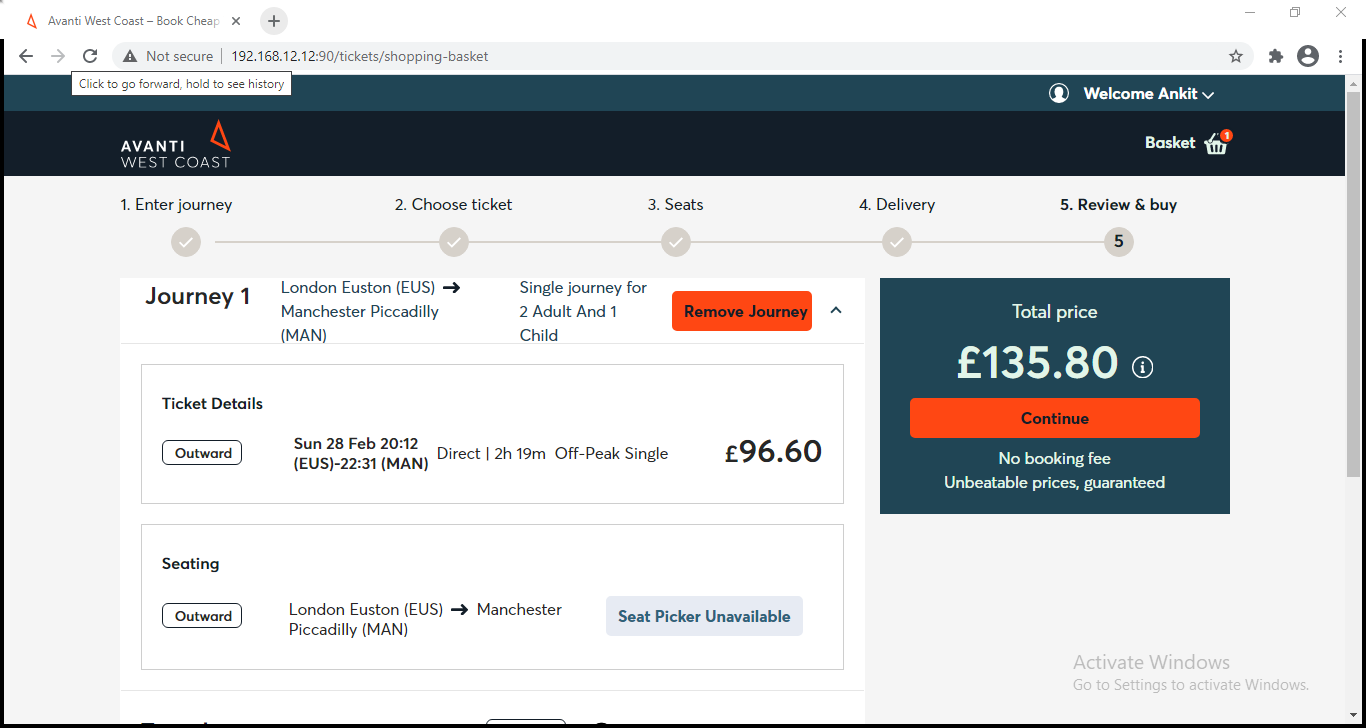 Avanti West Coast – Book Cheap
Not secure
192.168.12.12:90/tickets/shopping-basket
Click to go forward, hold to see history
Welcome Ankit
AVANTI
WEST COAST
Basket
1
1. Enter journey
2. Choose ticket
3. Seats
4. Delivery
5. Review & buy
5
Journey 1
London Euston (EUS) →
Manchester Piccadilly
(MAN)
Single journey for
2 Adult And 1
Child
Remove Journey
Ticket Details
Outward
Sun 28 Feb 20:12
(EUS)-22:31 (MAN)
Direct | 2h 19m
Off-Peak Single
£96.60
Seating
Outward
London Euston (EUS) → Manchester
Piccadilly (MAN)
Seat Picker Unavailable
Total price
£135.80
Continue
No booking fee
Unbeatable prices, guaranteed
Activate Windows
Go to Settings to activate Windows.